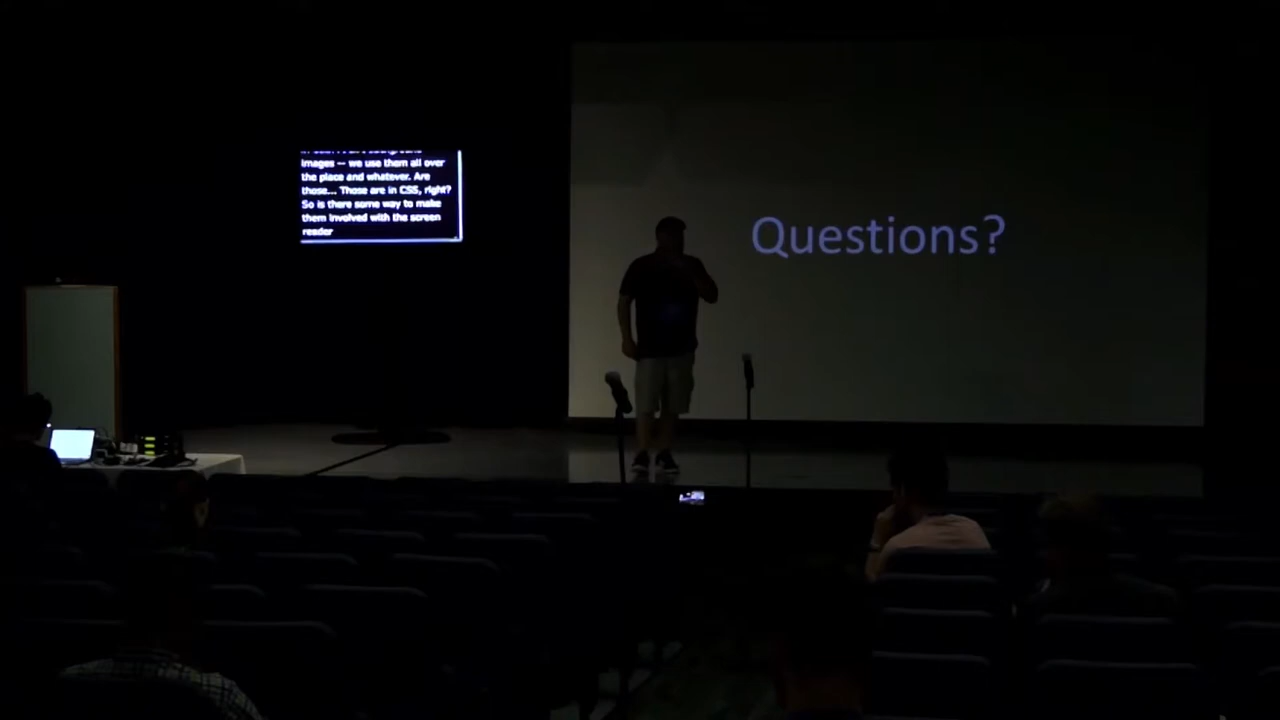 images — we use them all over
the place and whatever. Are
those... Those are in CSS, right?
So is there some way to make
them involved with the screen
reader
Questions?